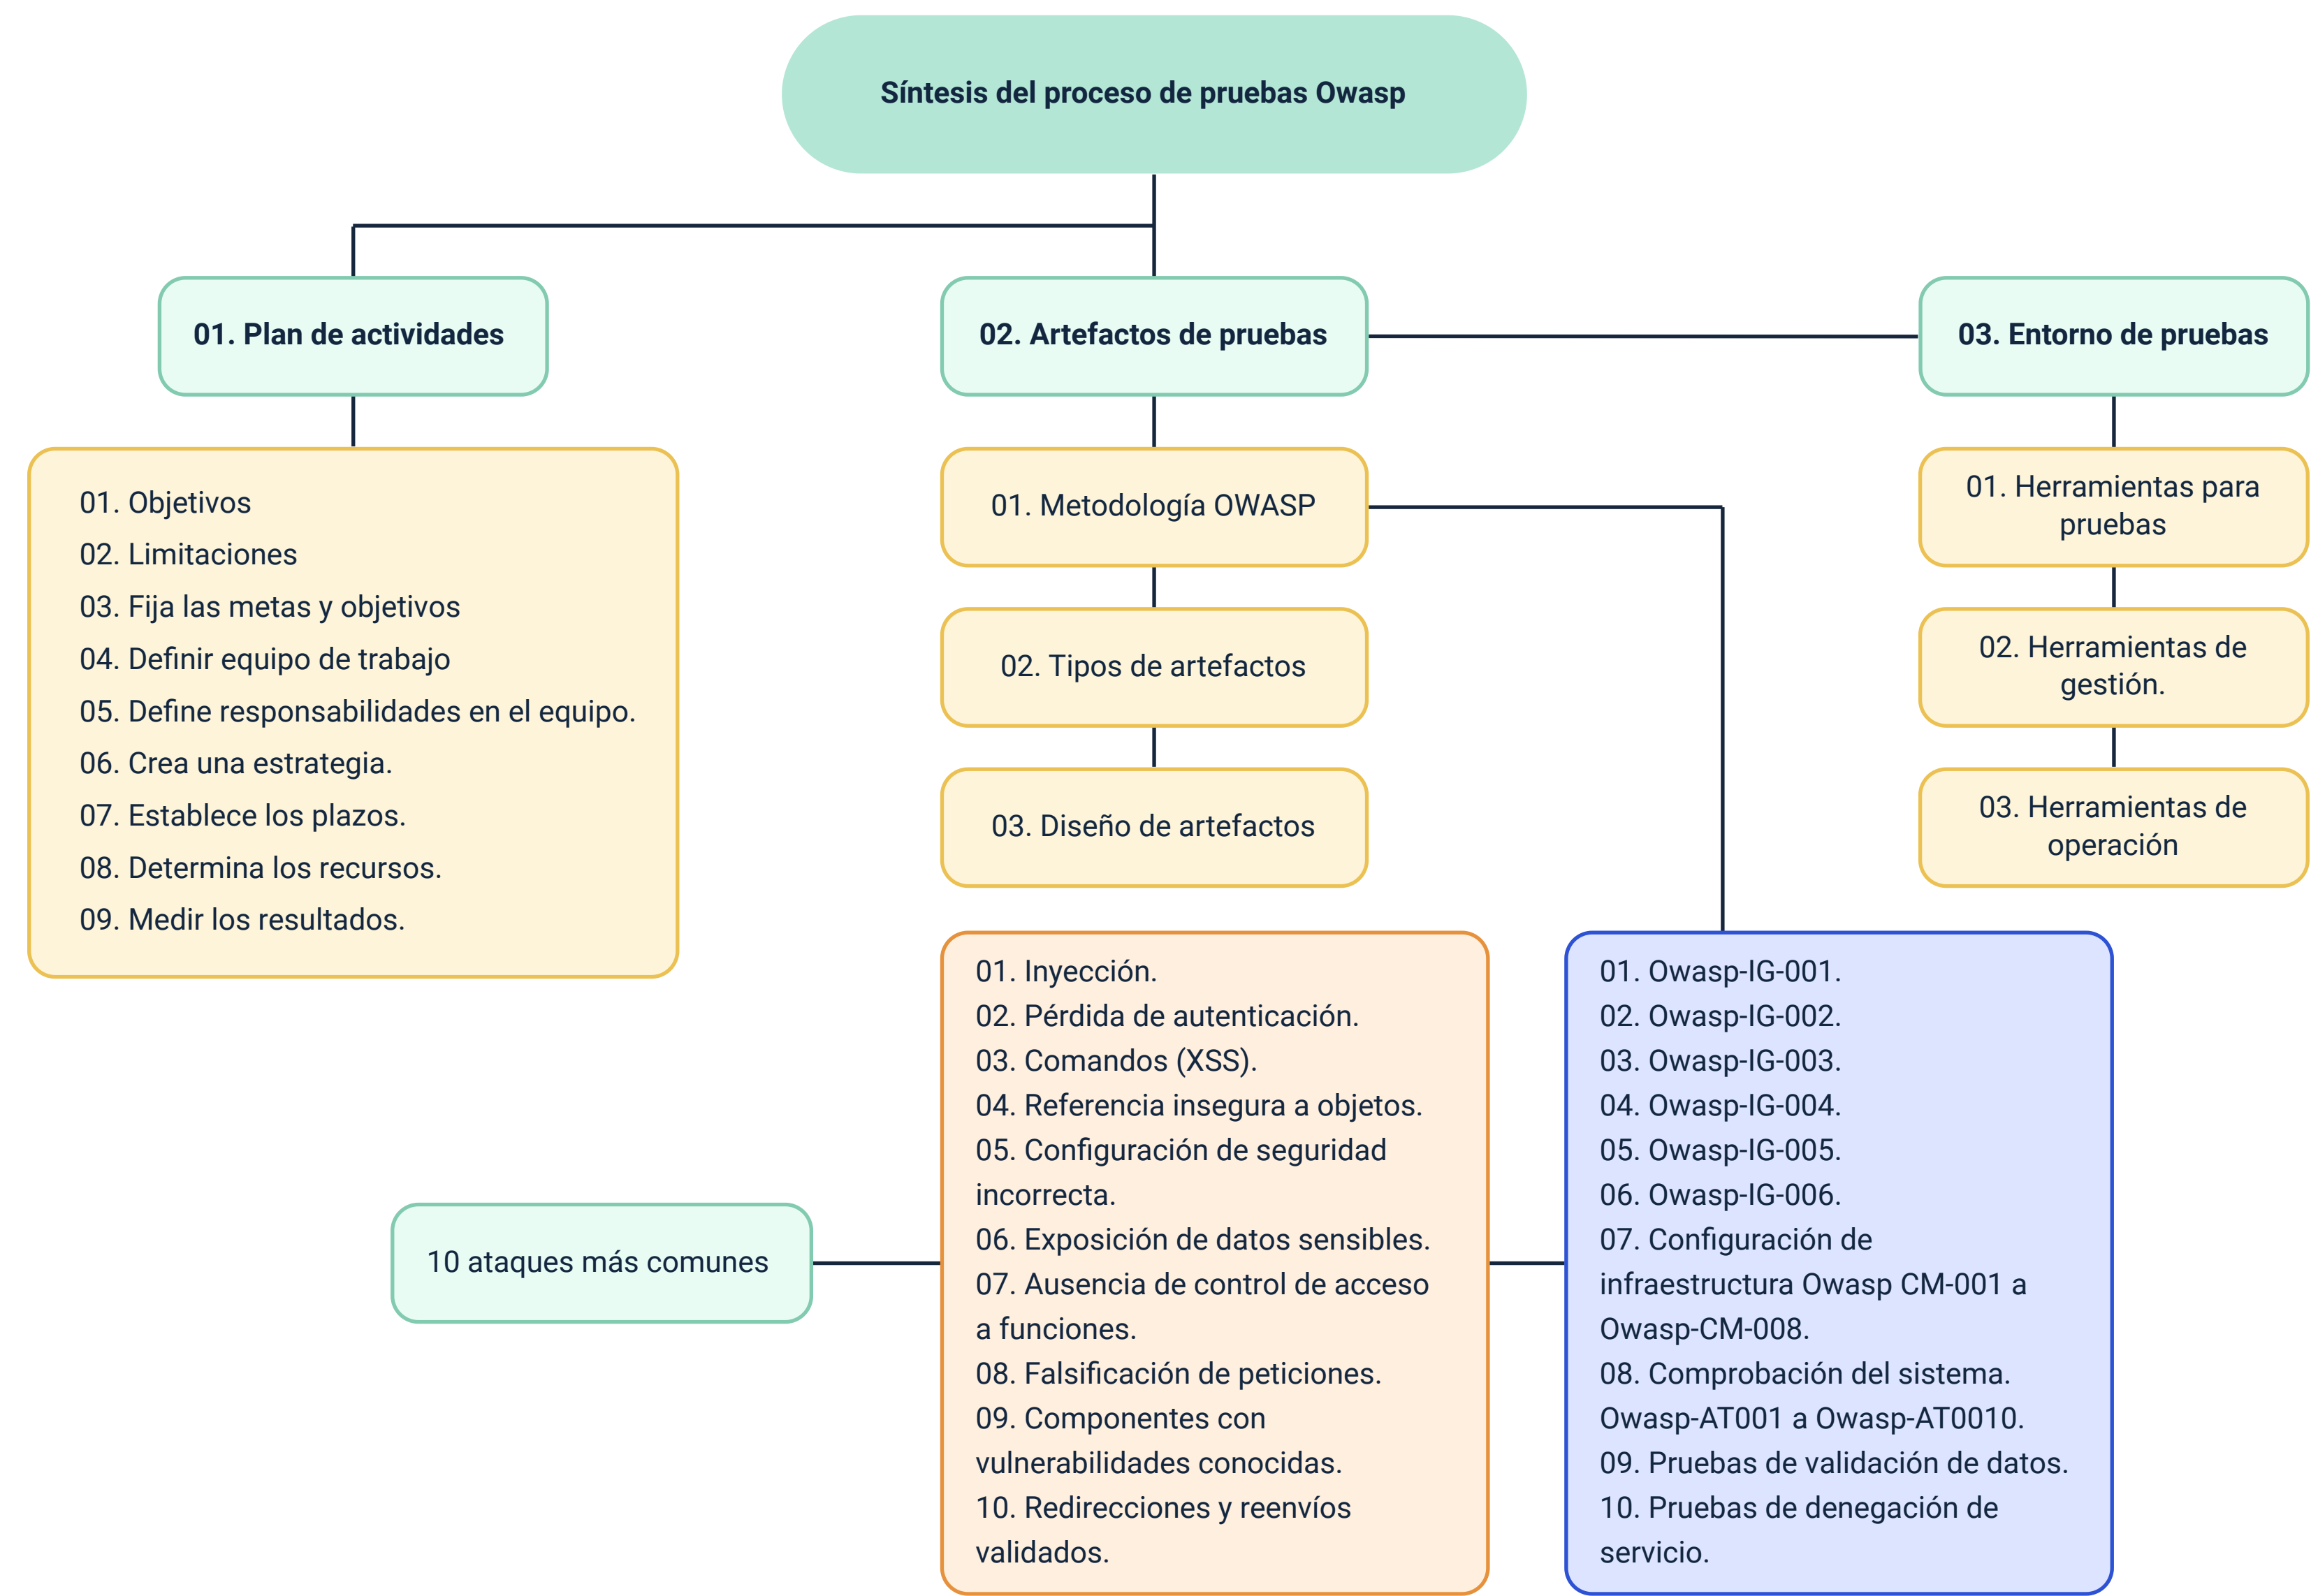 Síntesis del proceso de pruebas Owasp
01. Plan de actividades
02. Artefactos de pruebas
03. Entorno de pruebas
01. Objetivos
02. Limitaciones
03. Fija las metas y objetivos
04. Definir equipo de trabajo
05. Define responsabilidades en el equipo.
06. Crea una estrategia.
07. Establece los plazos.
08. Determina los recursos.
09. Medir los resultados.
01. Metodología OWASP
02. Tipos de artefactos
03. Diseño de artefactos
01. Herramientas para
pruebas
02. Herramientas de
gestión.
03. Herramientas de
operación
10 ataques más comunes
01. Inyección.
02. Pérdida de autenticación.
03. Comandos (XSS).
04. Referencia insegura a objetos.
05. Configuración de seguridad
incorrecta.
06. Exposición de datos sensibles.
07. Ausencia de control de acceso
a funciones.
08. Falsificación de peticiones.
09. Componentes con
vulnerabilidades conocidas.
10. Redirecciones y reenvíos
validados.
01. Owasp-IG-001.
02. Owasp-IG-002.
03. Owasp-IG-003.
04. Owasp-IG-004.
05. Owasp-IG-005.
06. Owasp-IG-006.
07. Configuración de
infraestructura Owasp CM-001 a
Owasp-CM-008.
08. Comprobación del sistema.
Owasp-AT001 a Owasp-AT0010.
09. Pruebas de validación de datos.
10. Pruebas de denegación de
servicio.